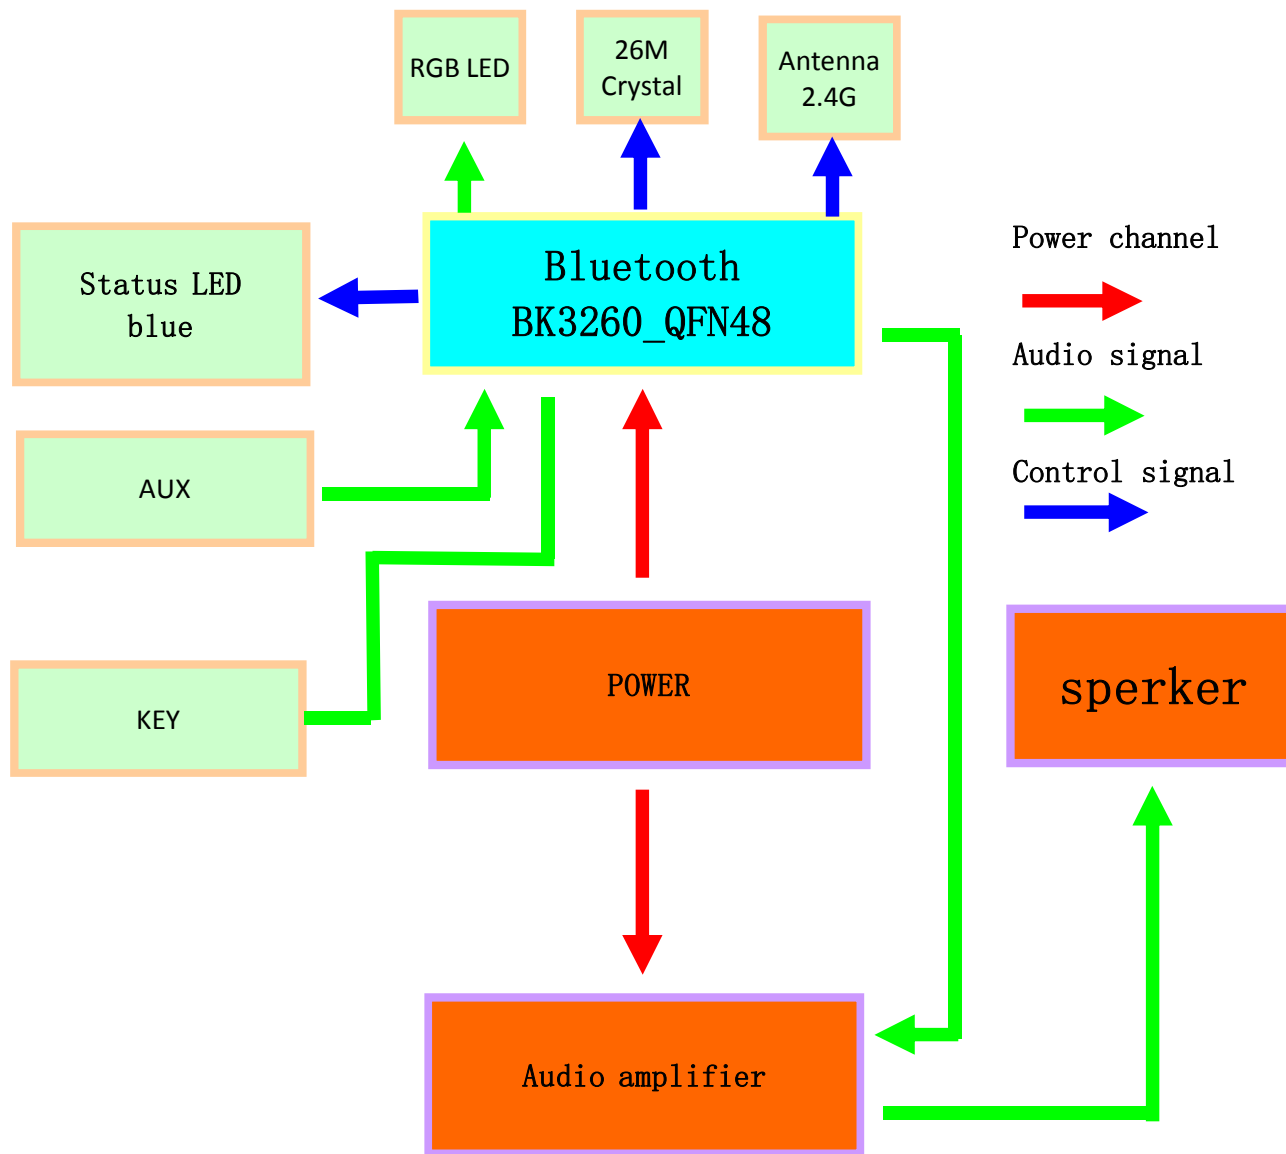 RGB LED
26M
Crystal
Antenna
2.4G
Status LED
blue
Bluetooth
BK3260_QFN48
Power channel
Audio signal
Control signal
AUX
KEY
POWER
sperker
Audio amplifier